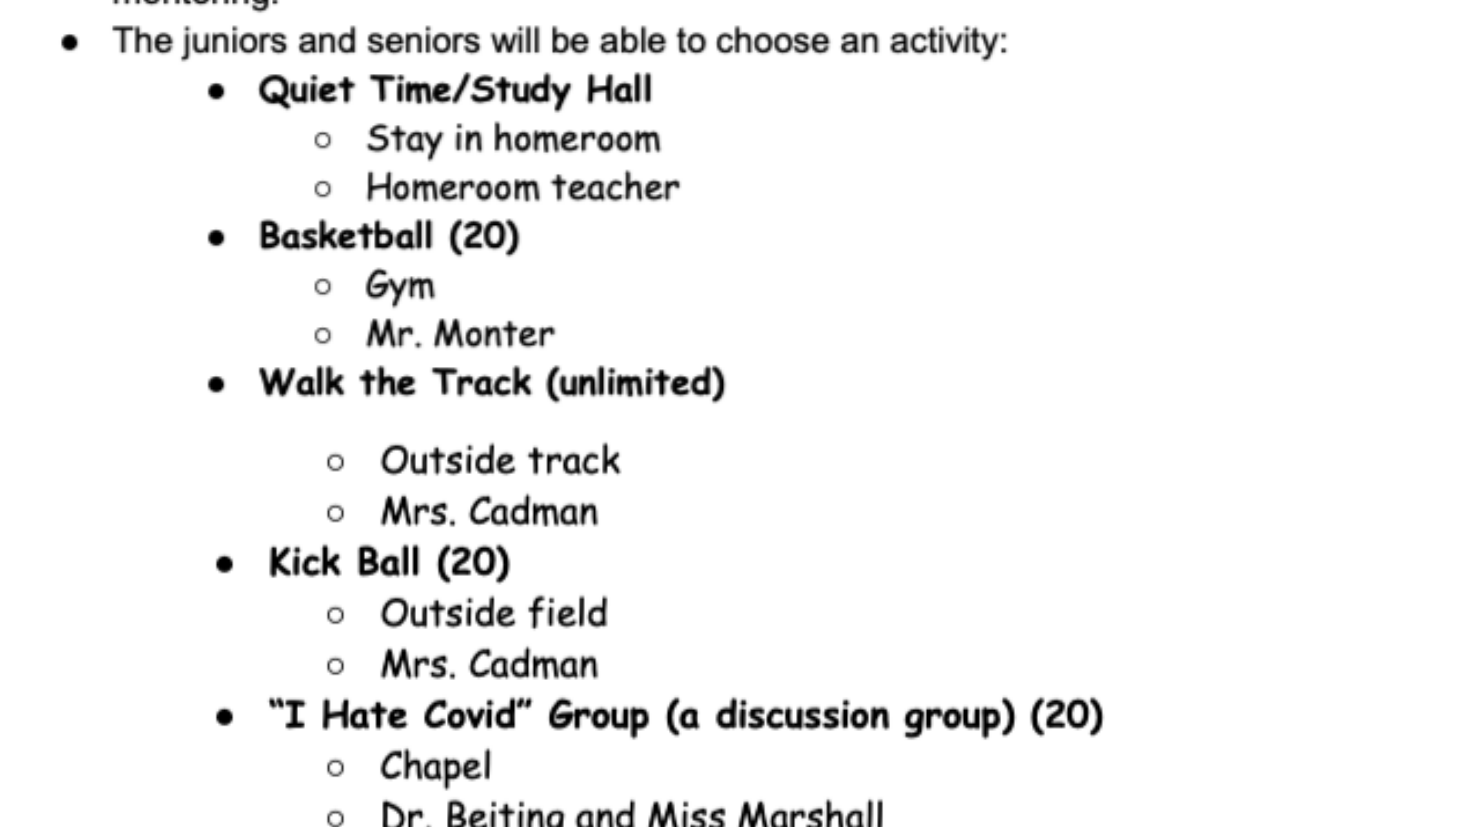 • The juniors and seniors will be able to choose an activity:
• Quiet Time/Study Hall
○ Stay in homeroom
○ Homeroom teacher
• Basketball (20)
○ Gym
○ Mr. Monter
• Walk the Track (unlimited)
○ Outside track
○ Mrs. Cadman
• Kick Ball (20)
○ Outside field
○ Mrs. Cadman
• “I Hate Covid” Group (a discussion group) (20)
○ Chapel
○ Dr. Beiting and Miss Marshall